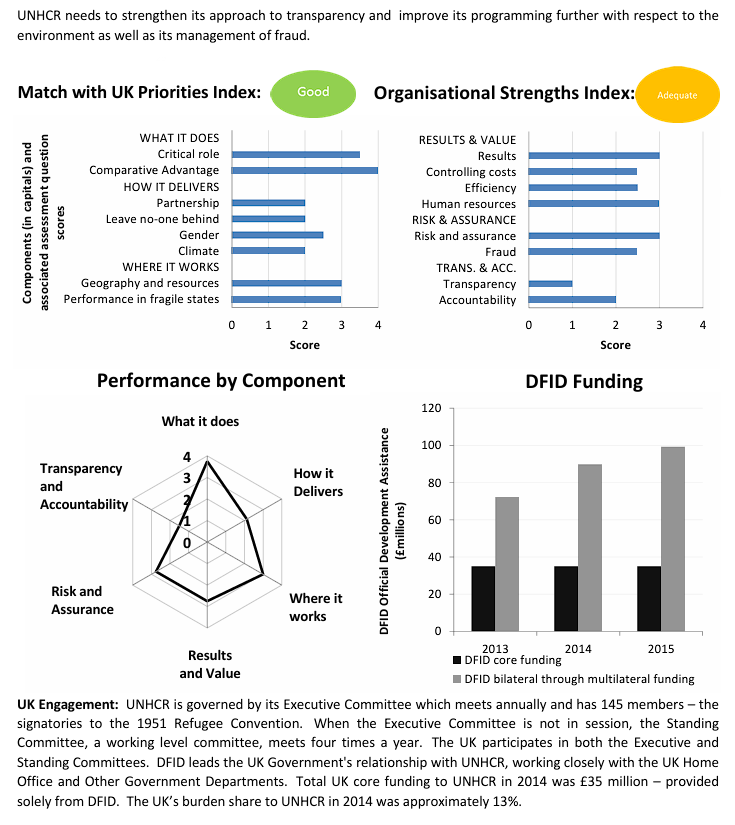 UNHCR needs to strengthen its approach to transparency and improve its programming further with respect to the
environment as well as its management of fraud.
Match with UK Priorities Index:
Good
Components (in capitals) and
associated assessment question
scores
WHAT IT DOES
Critical role
Comparative Advantage
HOW IT DELIVERS
Partnership
Leave no-one behind
Gender
Climate
WHERE IT WORKS
Geography and resources
Performance in fragile states
0 1 2 3 4
Score
Organisational Strengths Index:
Adequate
RESULTS & VALUE
Results
Controlling costs
Efficiency
Human resources
RISK & ASSURANCE
Risk and assurance
Fraud
TRANS. & ACC.
Transparency
Accountability
0 1 2 3 4
Score
Performance by Component
What it does
How it
Delivers
Where it
works
Results
and Value
Risk and
Assurance
Transparency
and
Accountability
4
3
2
1
0
DFID Funding
DFID Official Development Assistance
(£millions)
120
100
80
60
40
20
0
2013 2014 2015
DFID core funding
DFID bilateral through multilateral funding
UK Engagement: UNHCR is governed by its Executive Committee which meets annually and has 145 members – the
signatories to the 1951 Refugee Convention. When the Executive Committee is not in session, the Standing
Committee, a working level committee, meets four times a year. The UK participates in both the Executive and
Standing Committees. DFID leads the UK Government's relationship with UNHCR, working closely with the UK Home
Office and Other Government Departments. Total UK core funding to UNHCR in 2014 was £35 million – provided
solely from DFID. The UK's burden share to UNHCR in 2014 was approximately 13%.